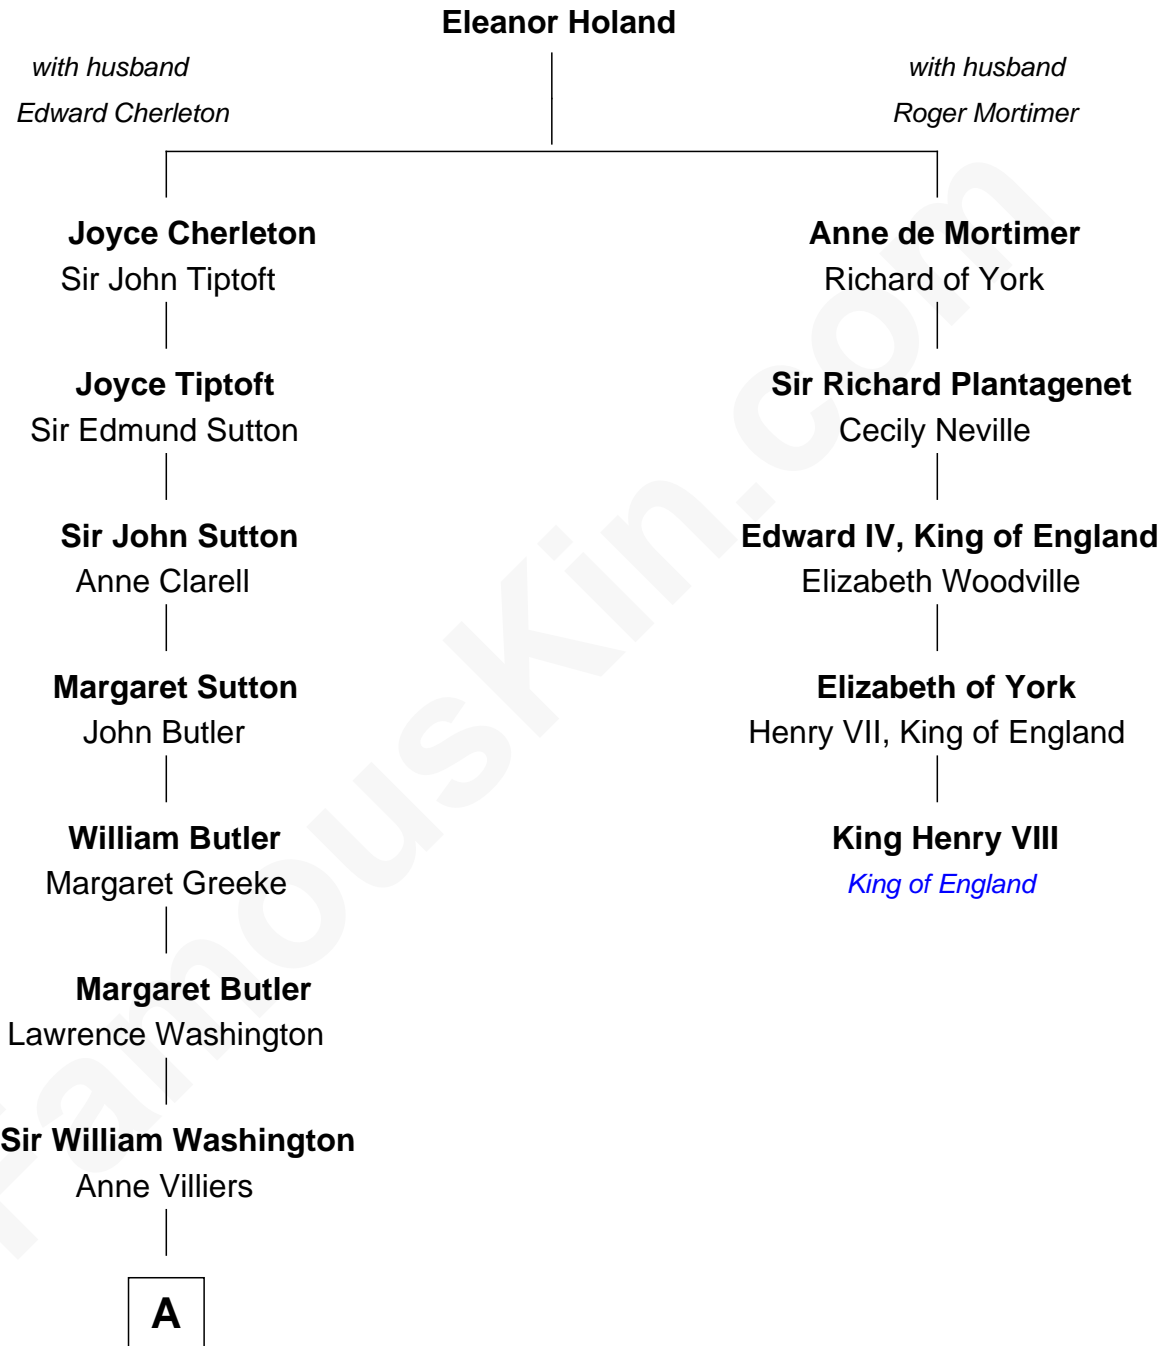 Eleanor Holand
with husband
Edward Cherleton
with husband
Roger Mortimer
Joyce Cherleton
Sir John Tiptoft
Anne de Mortimer
Richard of York
Joyce Tiptoft
Sir Edmund Sutton
Sir Richard Plantagenet
Cecily Neville
Sir John Sutton
Anne Clarell
Edward IV, King of England
Elizabeth Woodville
Margaret Sutton
John Butler
Elizabeth of York
Henry VII, King of England
William Butler
Margaret Greeke
King Henry VIII
King of England
Margaret Butler
Lawrence Washington
Sir William Washington
Anne Villiers
A
FamousKin.com